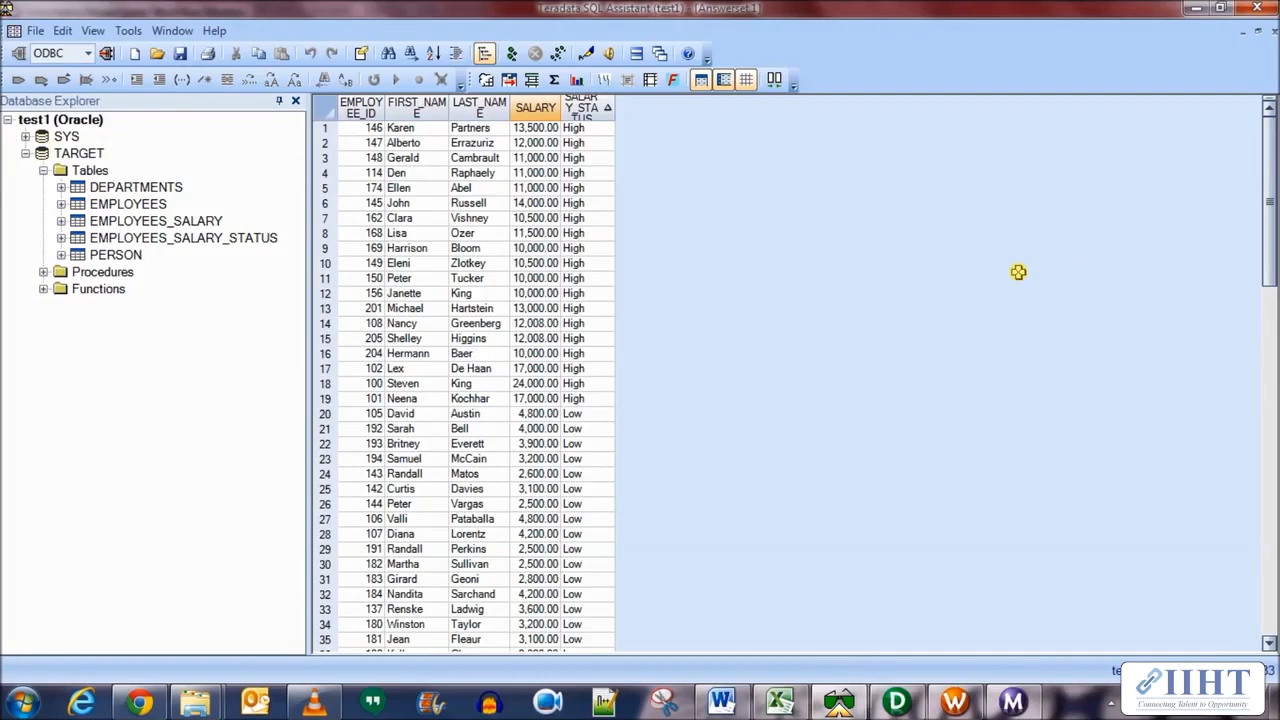 Teradata SQL Assistant (test1) - [Answerset 1]
File Edit View Tools Window Help
ODBC
Database Explorer
test1 (Oracle)
SYS
TARGET
Tables
DEPARTMENTS
EMPLOYEES
EMPLOYEES_SALARY
EMPLOYEES_SALARY_STATUS
PERSON
Procedures
Functions
EMPLOYEE_ID FIRST_NAME LAST_NAME SALARY SALARY_STATUS
1 146 Karen Partners 13,500.00 High
2 147 Alberto Errazuriz 12,000.00 High
3 148 Gerald Cambrault 11,000.00 High
4 114 Den Raphaely 11,000.00 High
5 174 Ellen Abel 11,000.00 High
6 145 John Russell 14,000.00 High
7 162 Clara Vishney 10,500.00 High
8 168 Lisa Ozer 11,500.00 High
9 169 Harrison Bloom 10,000.00 High
10 149 Eleni Zlotkey 10,500.00 High
11 150 Peter Tucker 10,000.00 High
12 156 Janette King 10,000.00 High
13 201 Michael Hartstein 13,000.00 High
14 108 Nancy Greenberg 12,008.00 High
15 205 Shelley Higgins 12,008.00 High
16 204 Hermann Baer 10,000.00 High
17 102 Lex De Haan 17,000.00 High
18 100 Steven King 24,000.00 High
19 101 Neena Kochhar 17,000.00 High
20 105 David Austin 4,800.00 Low
21 192 Sarah Bell 4,000.00 Low
22 193 Britney Everett 3,900.00 Low
23 194 Samuel McCain 3,200.00 Low
24 143 Randall Matos 2,600.00 Low
25 142 Curtis Davies 3,100.00 Low
26 144 Peter Vargas 2,500.00 Low
27 106 Valli Pataballa 4,800.00 Low
28 107 Diana Lorentz 4,200.00 Low
29 191 Randall Perkins 2,500.00 Low
30 182 Martha Sullivan 2,500.00 Low
31 183 Girard Geoni 2,800.00 Low
32 184 Nandita Sarchand 4,200.00 Low
33 137 Renske Ladwig 3,600.00 Low
34 180 Winston Taylor 3,200.00 Low
35 181 Jean Fleaur 3,100.00 Low
IIHT
Connecting Talent to Opportunity